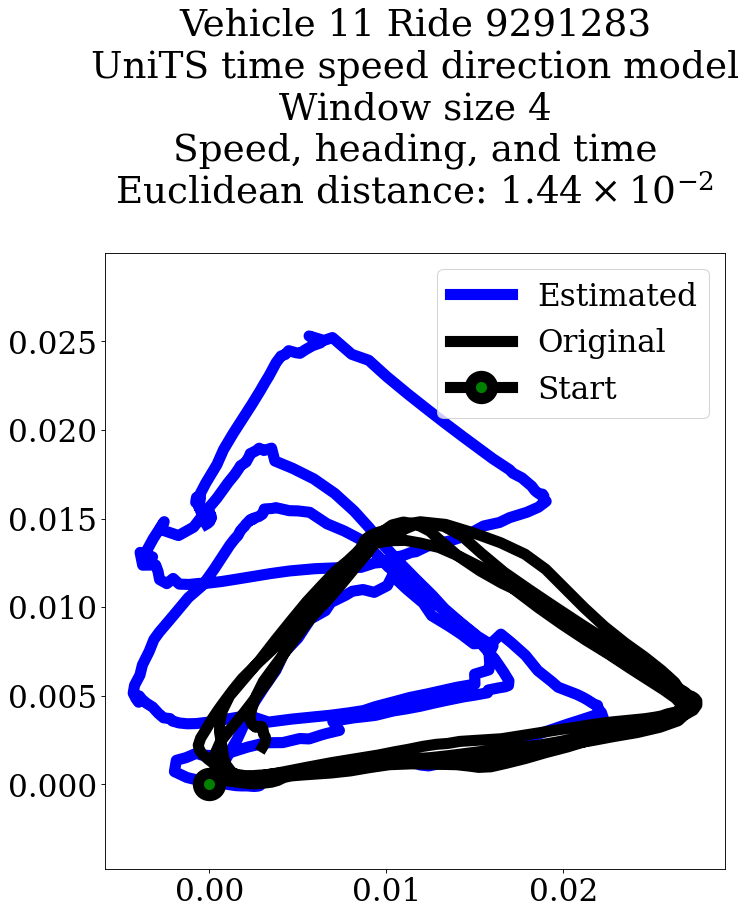 Vehicle 11 Ride 9291283
UniTS time speed direction model
Window size 4
Speed, heading, and time
Euclidean distance: 1.44 × 10⁻²
Estimated
Original
Start
0.025
0.020
0.015
0.010
0.005
0.000
0.00 0.01 0.02